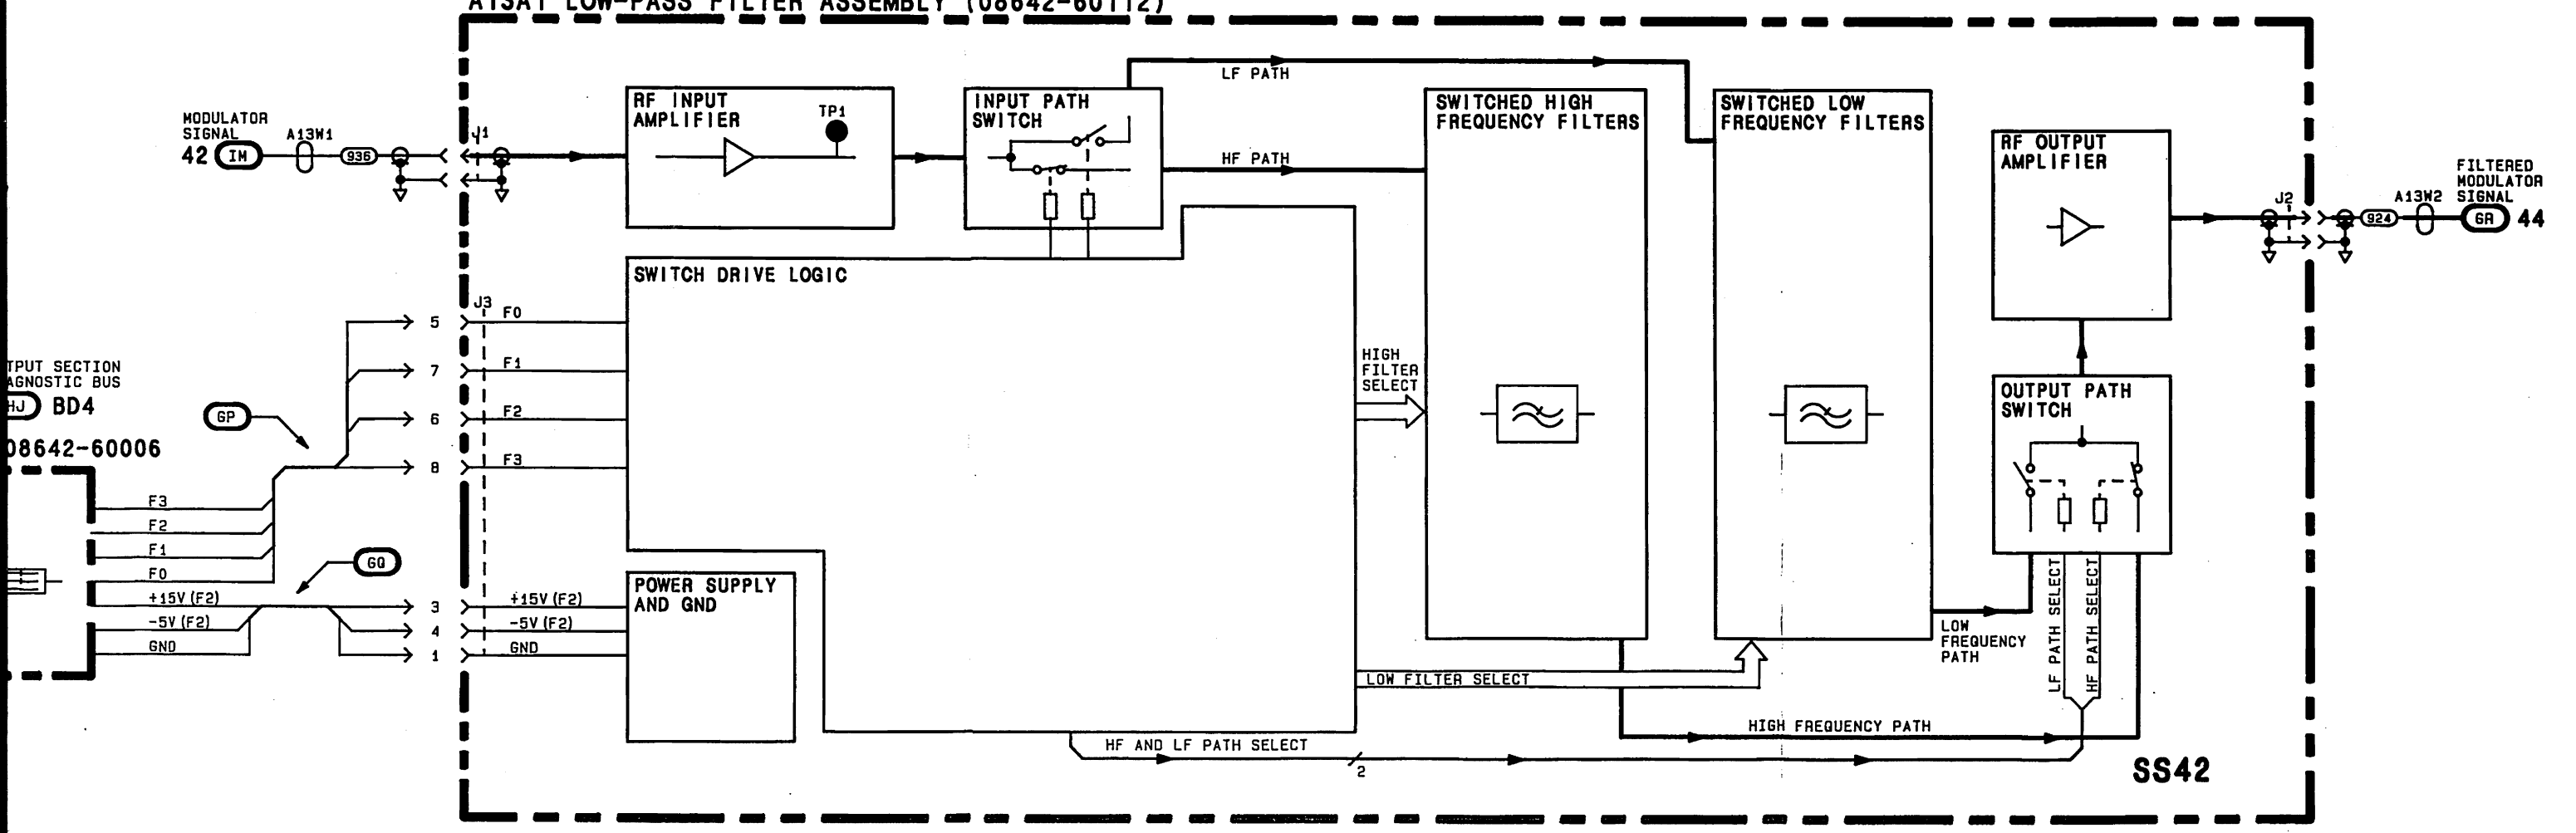 A13A1 LOW-PASS FILTER ASSEMBLY (08642-60112)
MODULATOR
SIGNAL
42 IM
A13W1
936
J1
RF INPUT
AMPLIFIER
TP1
INPUT PATH
SWITCH
LF PATH
HF PATH
SWITCHED HIGH
FREQUENCY FILTERS
SWITCHED LOW
FREQUENCY FILTERS
RF OUTPUT
AMPLIFIER
J2
924
A13W2
FILTERED
MODULATOR
SIGNAL
GR 44
SWITCH DRIVE LOGIC
J3
5 F0
7 F1
6 F2
8 F3
TPUT SECTION
AGNOSTIC BUS
HJ BD4
08642-60006
GP
F3
F2
F1
F0
+15V (F2)
-5V (F2)
GND
GQ
3 +15V (F2)
4 -5V (F2)
1 GND
POWER SUPPLY
AND GND
HIGH
FILTER
SELECT
LOW FILTER SELECT
OUTPUT PATH
SWITCH
LOW
FREQUENCY
PATH
LF PATH SELECT
HF PATH SELECT
HIGH FREQUENCY PATH
HF AND LF PATH SELECT
2
SS42